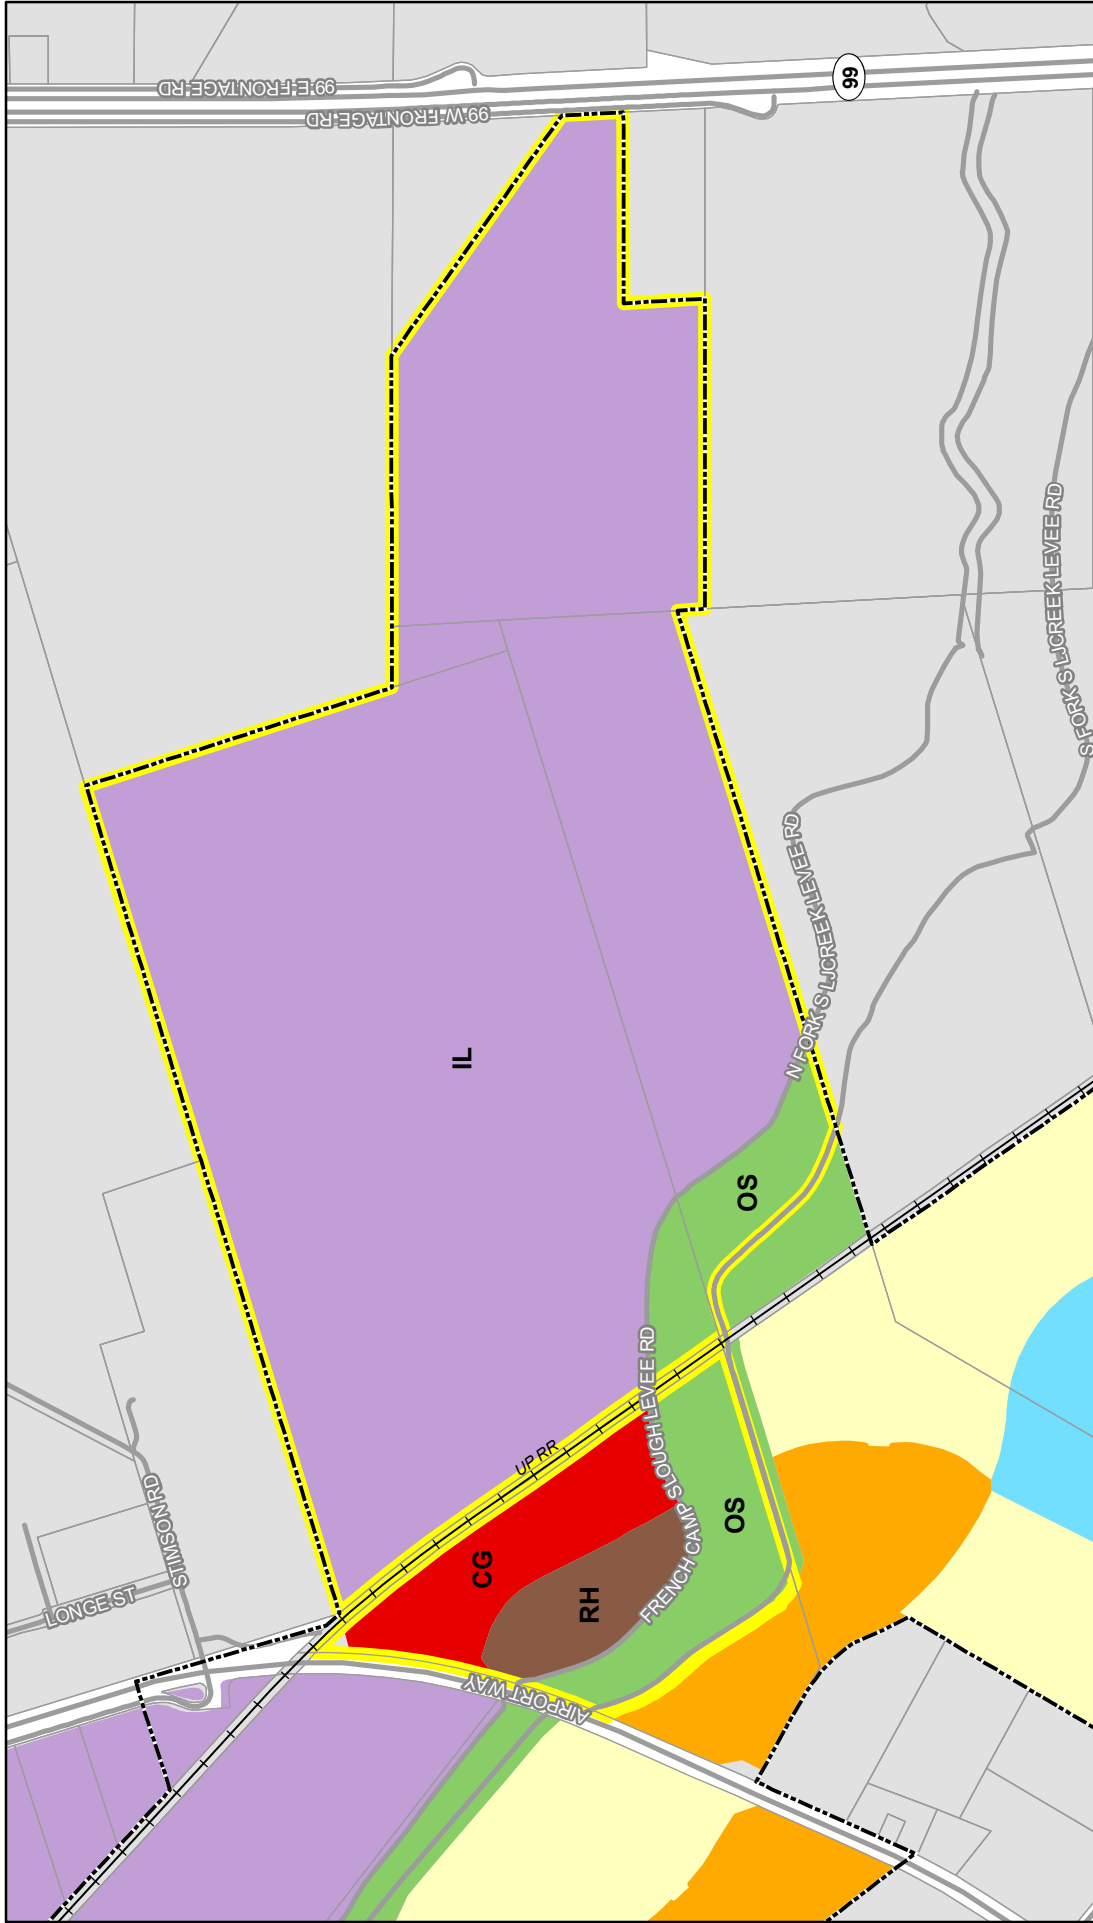 99 E FRONTAGE RD
99 W FRONTAGE RD
99
S FORK S LJCREEK LEVEE RD
N FORK S LJCREEK LEVEE RD
IL
OS
FRENCH CAMP SLOUGH LEVEE RD
UP RR
OS
CG
RH
STIMSON RD
LONGE ST
AIRPORT WAY